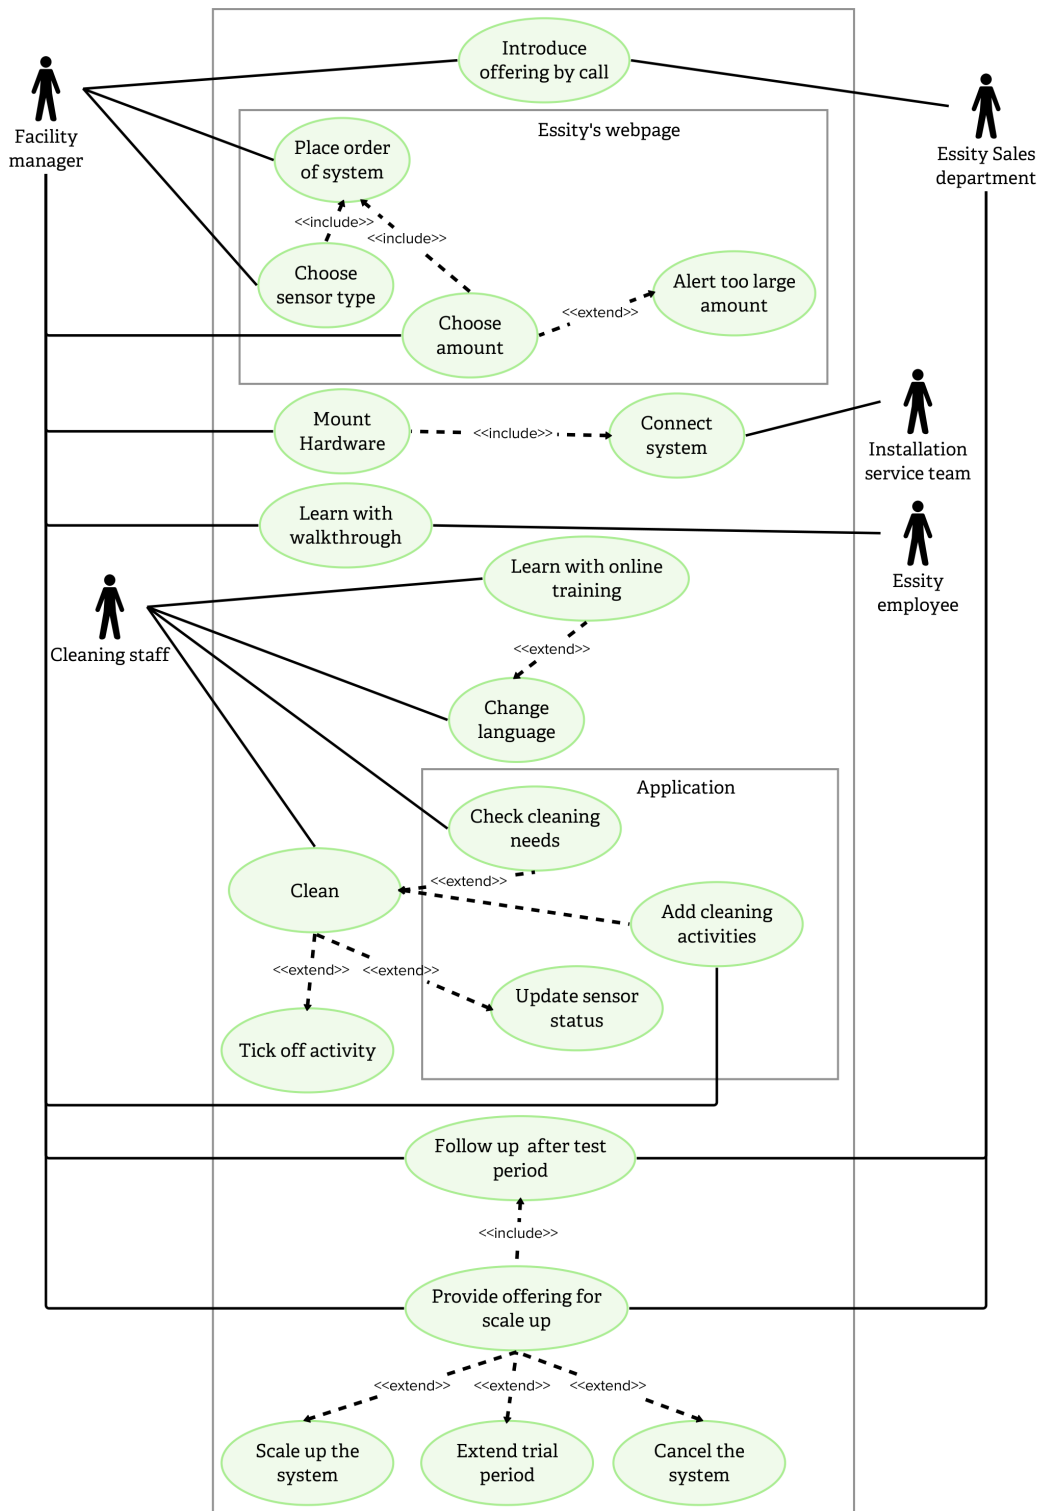 Introduce
offering by call
Facility
manager
Essity Sales
department
Essity's webpage
Place order
of system
<<include>>
<<include>>
Choose
sensor type
Alert too large
amount
<<extend>>
Choose
amount
Mount
Hardware
<<include>>
Connect
system
Installation
service team
Learn with
walkthrough
Essity
employee
Learn with online
training
Cleaning staff
<<extend>>
Change
language
Application
Check cleaning
needs
<<extend>>
Clean
Add cleaning
activities
<<extend>>
<<extend>>
Update sensor
status
Tick off activity
Follow up after test
period
<<include>>
Provide offering for
scale up
<<extend>>
<<extend>>
<<extend>>
Scale up the
system
Extend trial
period
Cancel the
system